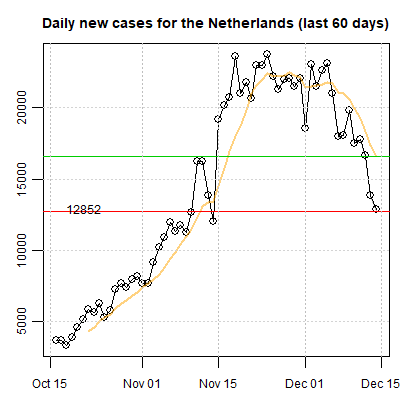 Daily new cases for the Netherlands (last 60 days)
20000
15000
12852
10000
5000
Oct 15 Nov 01 Nov 15 Dec 01 Dec 15